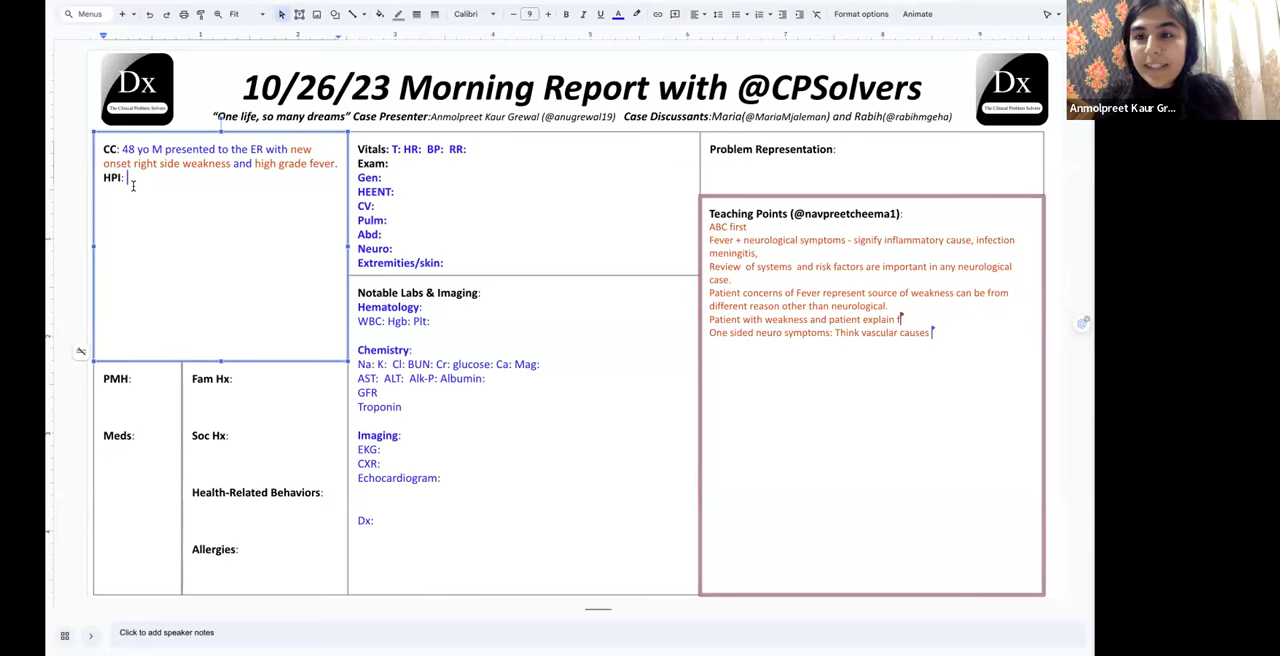 Menus
Fit
Calibri
9
B I U A
Format options
Animate
1 2 3 4 5 6 7 8 9
Dx
The Clinical Problem Solvers
10/26/23 Morning Report with @CPSolvers
“One life, so many dreams” Case Presenter:Anmolpreet Kaur Grewal (@anugrewal19) Case Discussants:Maria(@MariaMjaleman) and Rabih(@rabihmgeha)
Dx
The Clinical Problem Solvers
Anmolpreet Kaur Gr...
CC: 48 yo M presented to the ER with new
onset right side weakness and high grade fever.
HPI:
PMH:
Meds:
Fam Hx:
Soc Hx:
Health-Related Behaviors:
Allergies:
Vitals: T: HR: BP: RR:
Exam:
Gen:
HEENT:
CV:
Pulm:
Abd:
Neuro:
Extremities/skin:
Notable Labs & Imaging:
Hematology:
WBC: Hgb: Plt:
Chemistry:
Na: K: Cl: BUN: Cr: glucose: Ca: Mag:
AST: ALT: Alk-P: Albumin:
GFR
Troponin
Imaging:
EKG:
CXR:
Echocardiogram:
Dx:
Problem Representation:
Teaching Points (@navpreetcheema1):
ABC first
Fever + neurological symptoms - signify inflammatory cause, infection
meningitis,
Review of systems and risk factors are important in any neurological
case.
Patient concerns of Fever represent source of weakness can be from
different reason other than neurological.
Patient with weakness and patient explain f
One sided neuro symptoms: Think vascular causes
Click to add speaker notes